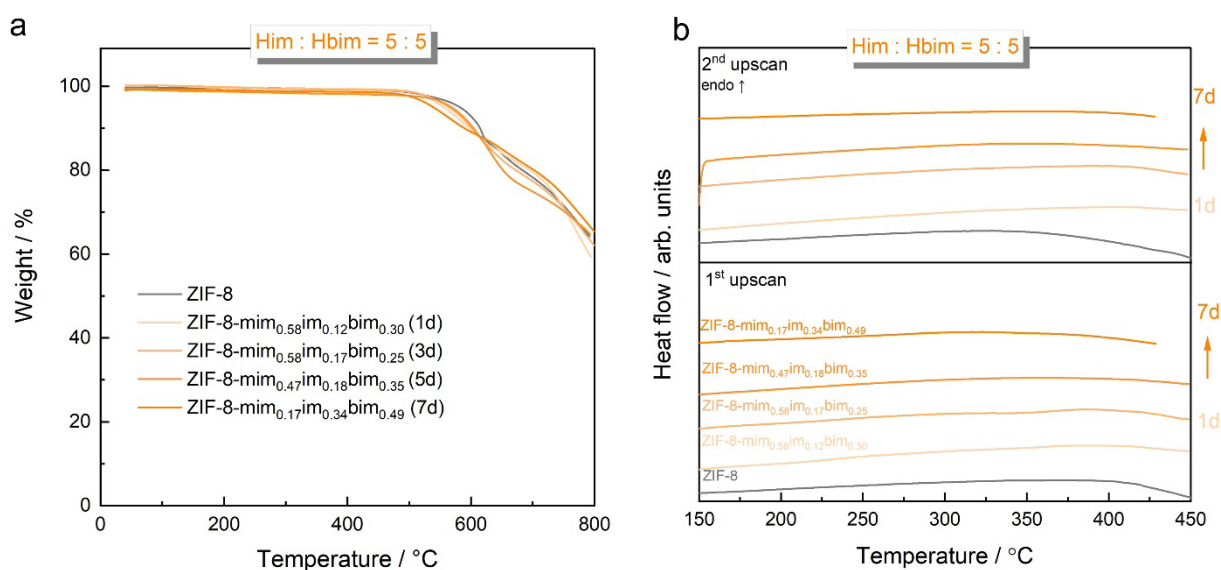 a
Him : Hbim = 5 : 5
Weight / %
100
80
60
40
20
0
ZIF-8
ZIF-8-mim0.58im0.12bim0.30 (1d)
ZIF-8-mim0.58im0.17bim0.25 (3d)
ZIF-8-mim0.47im0.18bim0.35 (5d)
ZIF-8-mim0.17im0.34bim0.49 (7d)
0 200 400 600 800
Temperature / °C
b
Him : Hbim = 5 : 5
Heat flow / arb. units
2nd upscan
endo ↑
7d
1d
1st upscan
7d
ZIF-8-mim0.17im0.34bim0.49
ZIF-8-mim0.47im0.18bim0.35
ZIF-8-mim0.58im0.17bim0.25
1d
ZIF-8-mim0.58im0.12bim0.30
ZIF-8
150 200 250 300 350 400 450
Temperature / °C